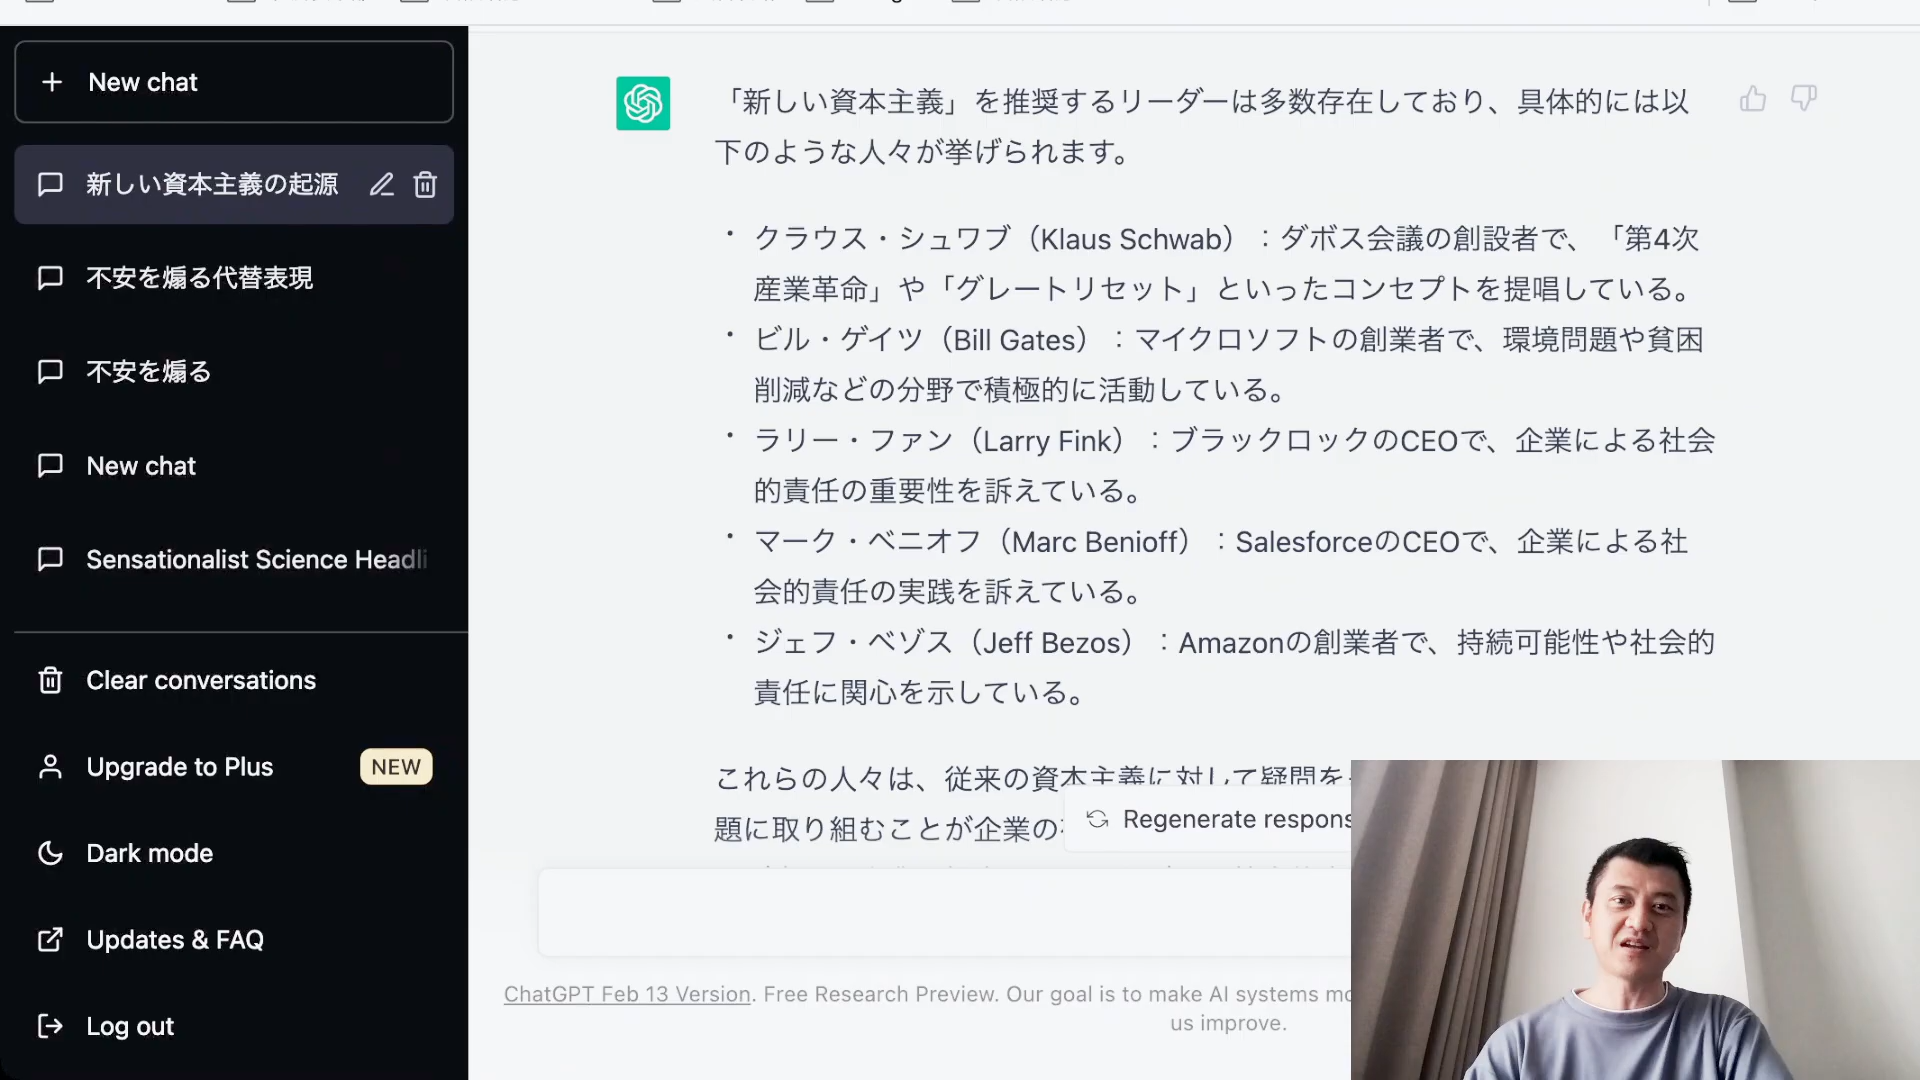 New chat
新しい資本主義の起源
不安を煽る代替表現
不安を煽る
New chat
Sensationalist Science Headli
Clear conversations
Upgrade to Plus NEW
Dark mode
Updates & FAQ
Log out
「新しい資本主義」を推奨するリーダーは多数存在しており、具体的には以
下のような人々が挙げられます。
・クラウス・シュワブ（Klaus Schwab）：ダボス会議の創設者で、「第4次
産業革命」や「グレートリセット」といったコンセプトを提唱している。
・ビル・ゲイツ（Bill Gates）：マイクロソフトの創業者で、環境問題や貧困
削減などの分野で積極的に活動している。
・ラリー・ファン（Larry Fink）：ブラックロックのCEOで、企業による社会
的責任の重要性を訴えている。
・マーク・ベニオフ（Marc Benioff）：SalesforceのCEOで、企業による社
会的責任の実践を訴えている。
・ジェフ・ベゾス（Jeff Bezos）：Amazonの創業者で、持続可能性や社会的
責任に関心を示している。
これらの人々は、従来の資本主義に対して疑問を
題に取り組むことが企業の
Regenerate respons
ChatGPT Feb 13 Version. Free Research Preview. Our goal is to make AI systems mo
us improve.